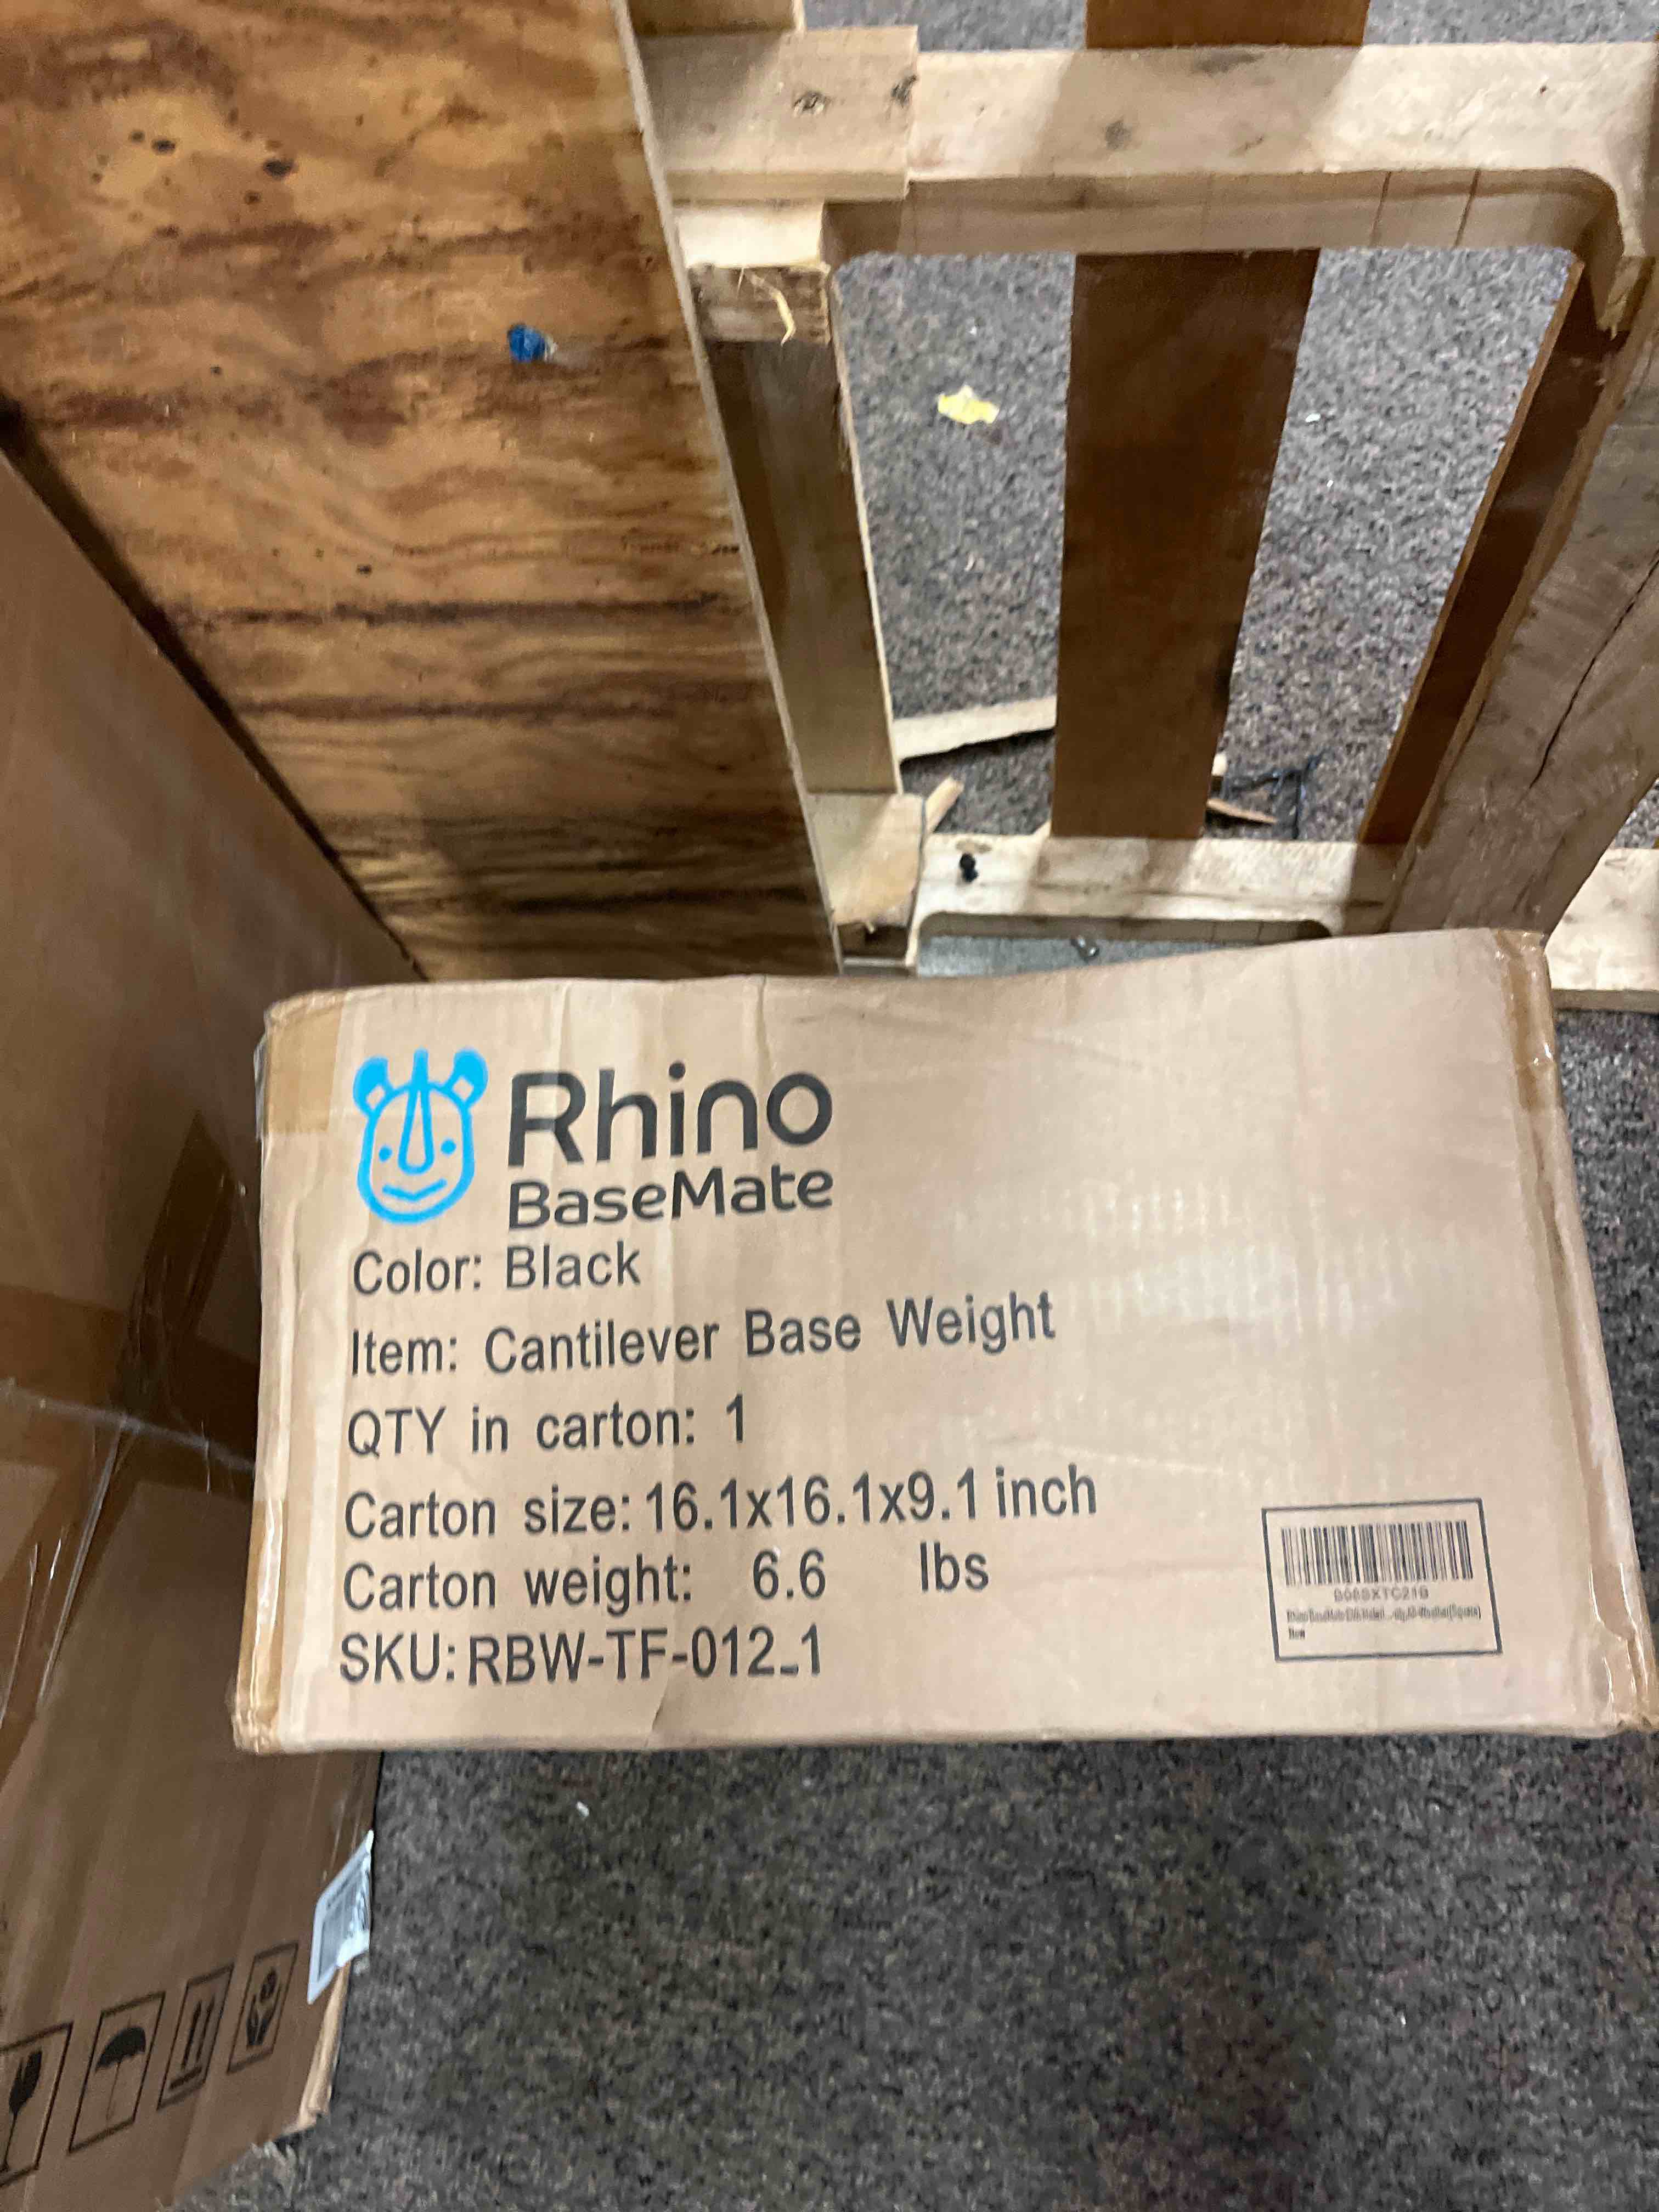 Rhino
BaseMate
Color: Black
Item: Cantilever Base Weight
QTY in carton: 1
Carton size: 16.1x16.1x9.1 inch
Carton weight: 6.6 lbs
SKU: RBW-TF-012_1